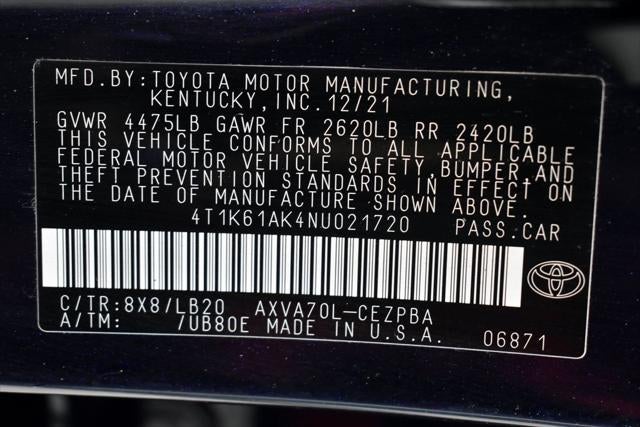 MFD.BY:TOYOTA MOTOR MANUFACTURING,
KENTUCKY,INC.12/21
GVWR 4475LB GAWR FR 2620LB RR 2420LB
THIS VEHICLE CONFORMS TO ALL APPLICABLE
FEDERAL MOTOR VEHICLE SAFETY,BUMPER,AND
THEFT PREVENTION STANDARDS IN EFFECT ON
THE DATE OF MANUFACTURE SHOWN ABOVE.
4T1K61AK4NU021720 PASS.CAR
C/TR:8X8/LB20 AXVA70L-CEZPBA
A/TM: /UB80E MADE IN U.S.A. 06871